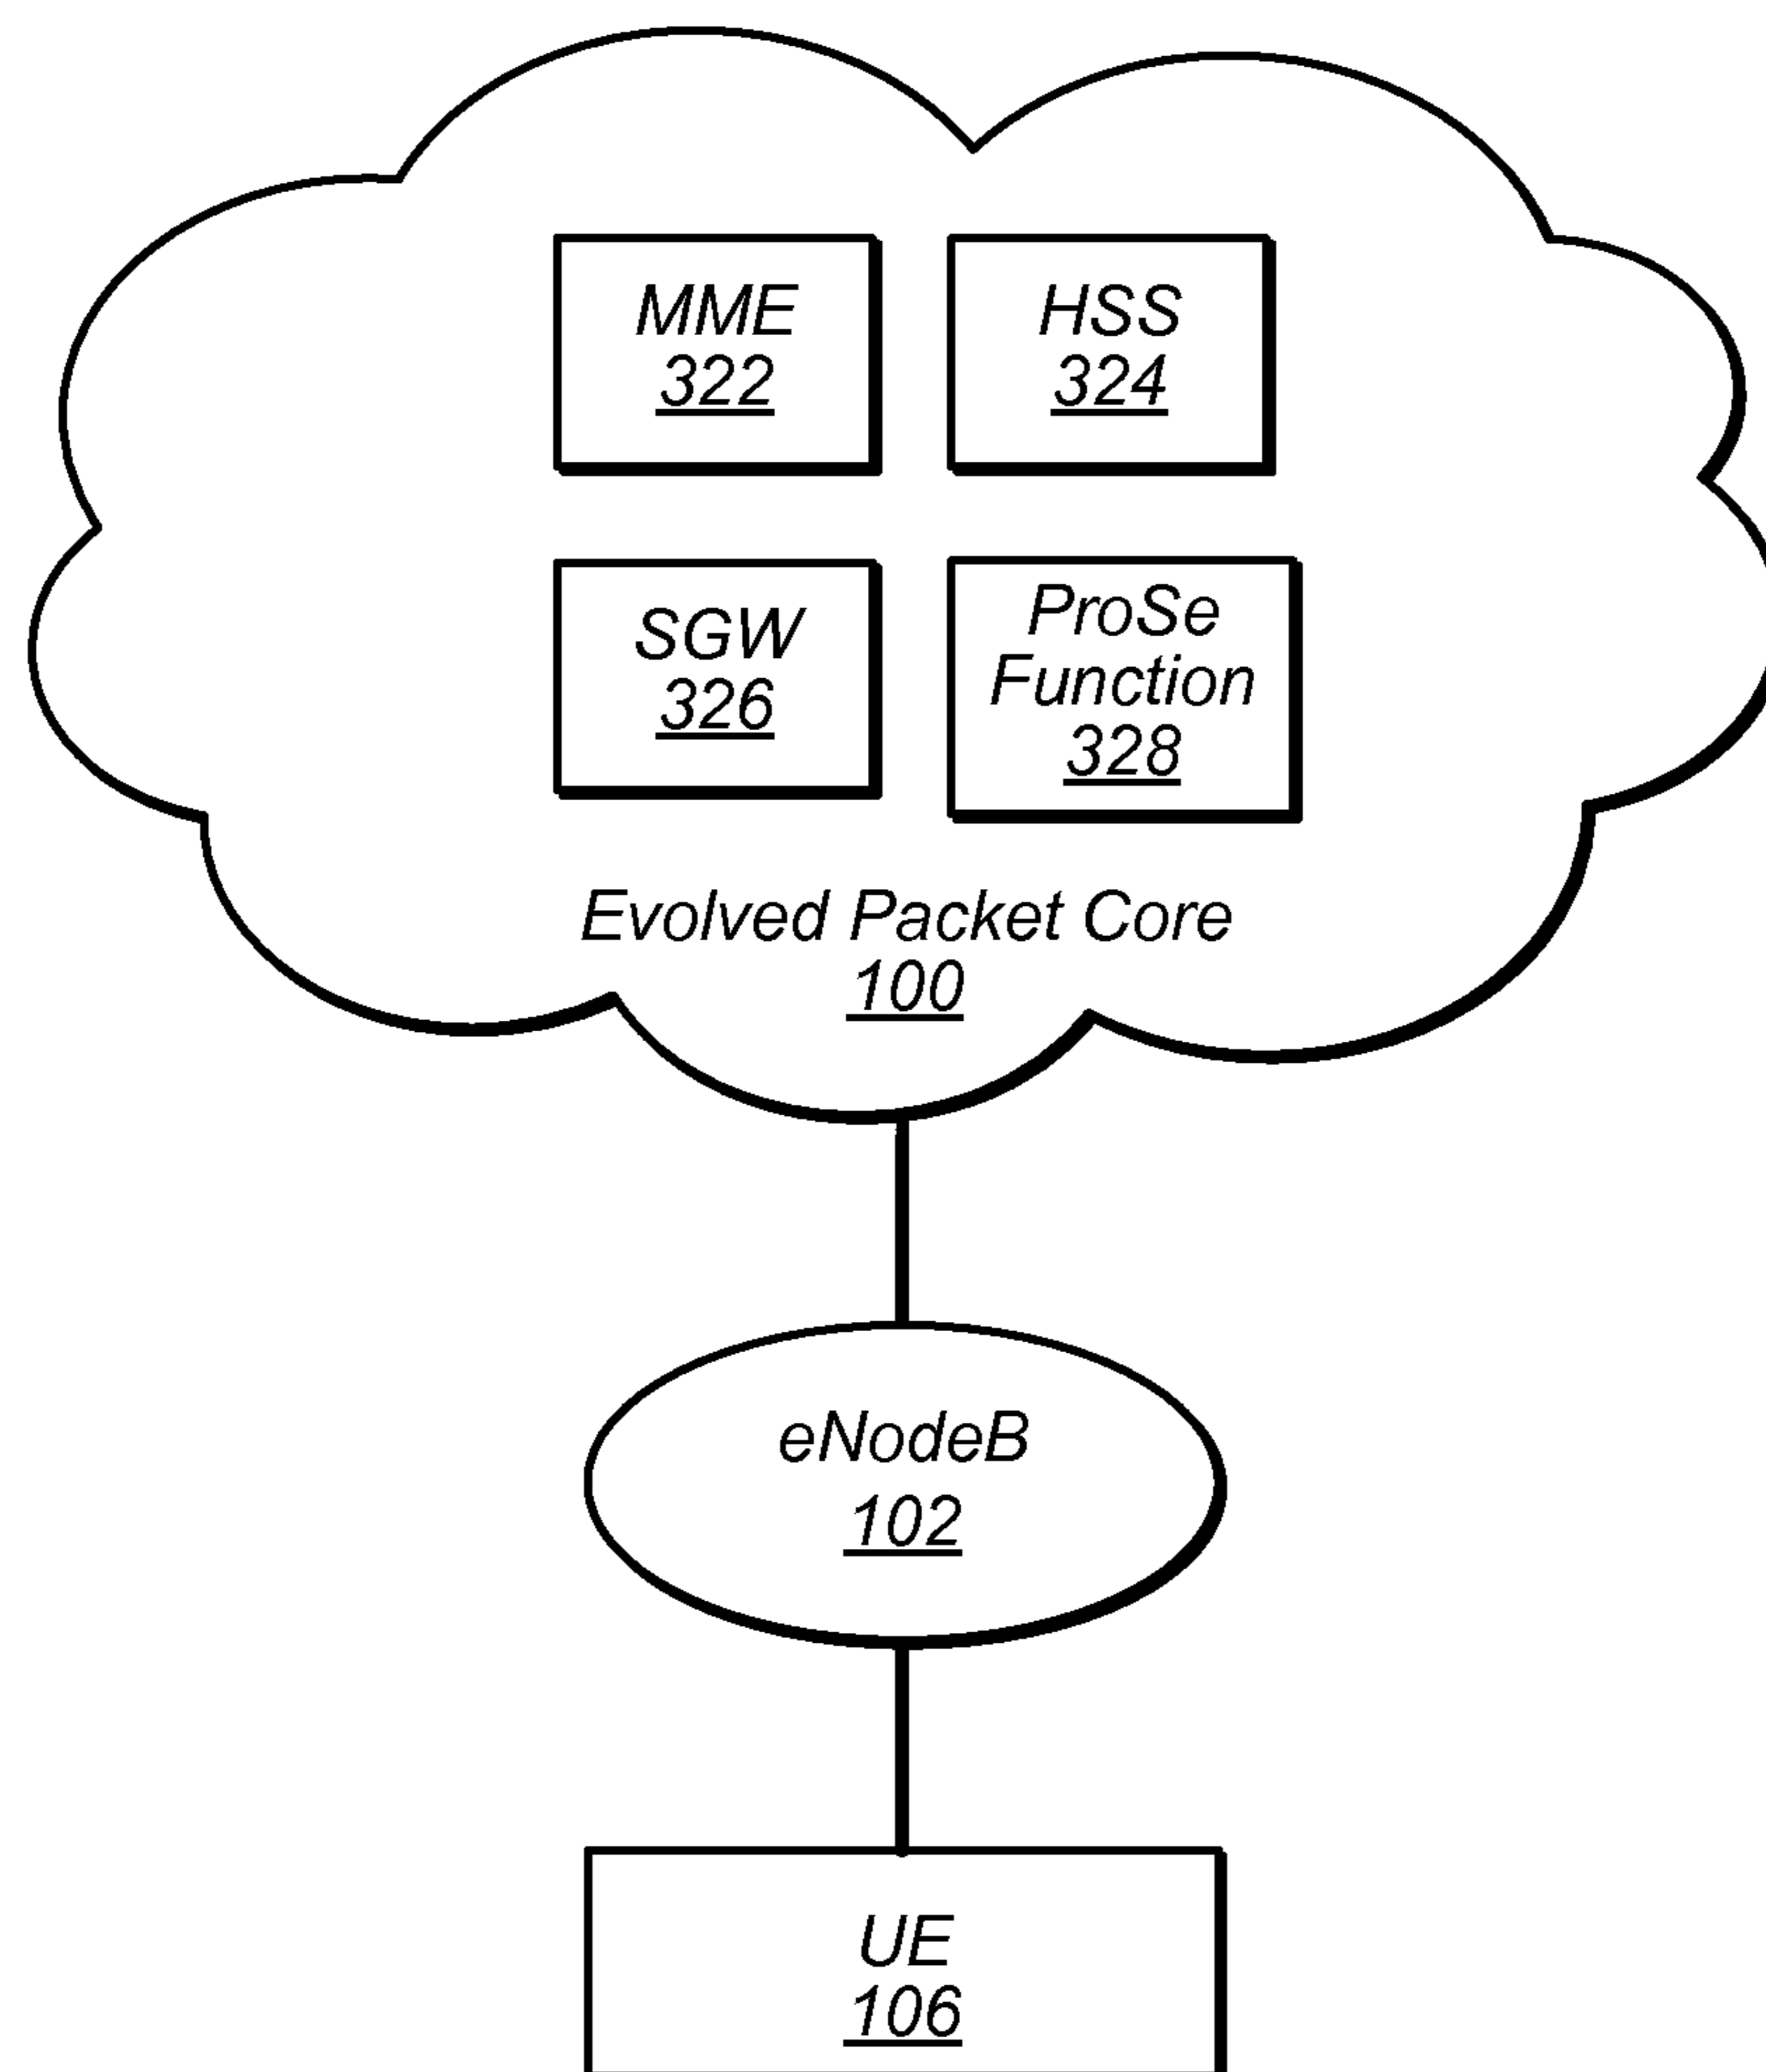 MME
322
HSS
324
SGW
326
ProSe
Function
328
Evolved Packet Core
100
eNodeB
102
UE
106